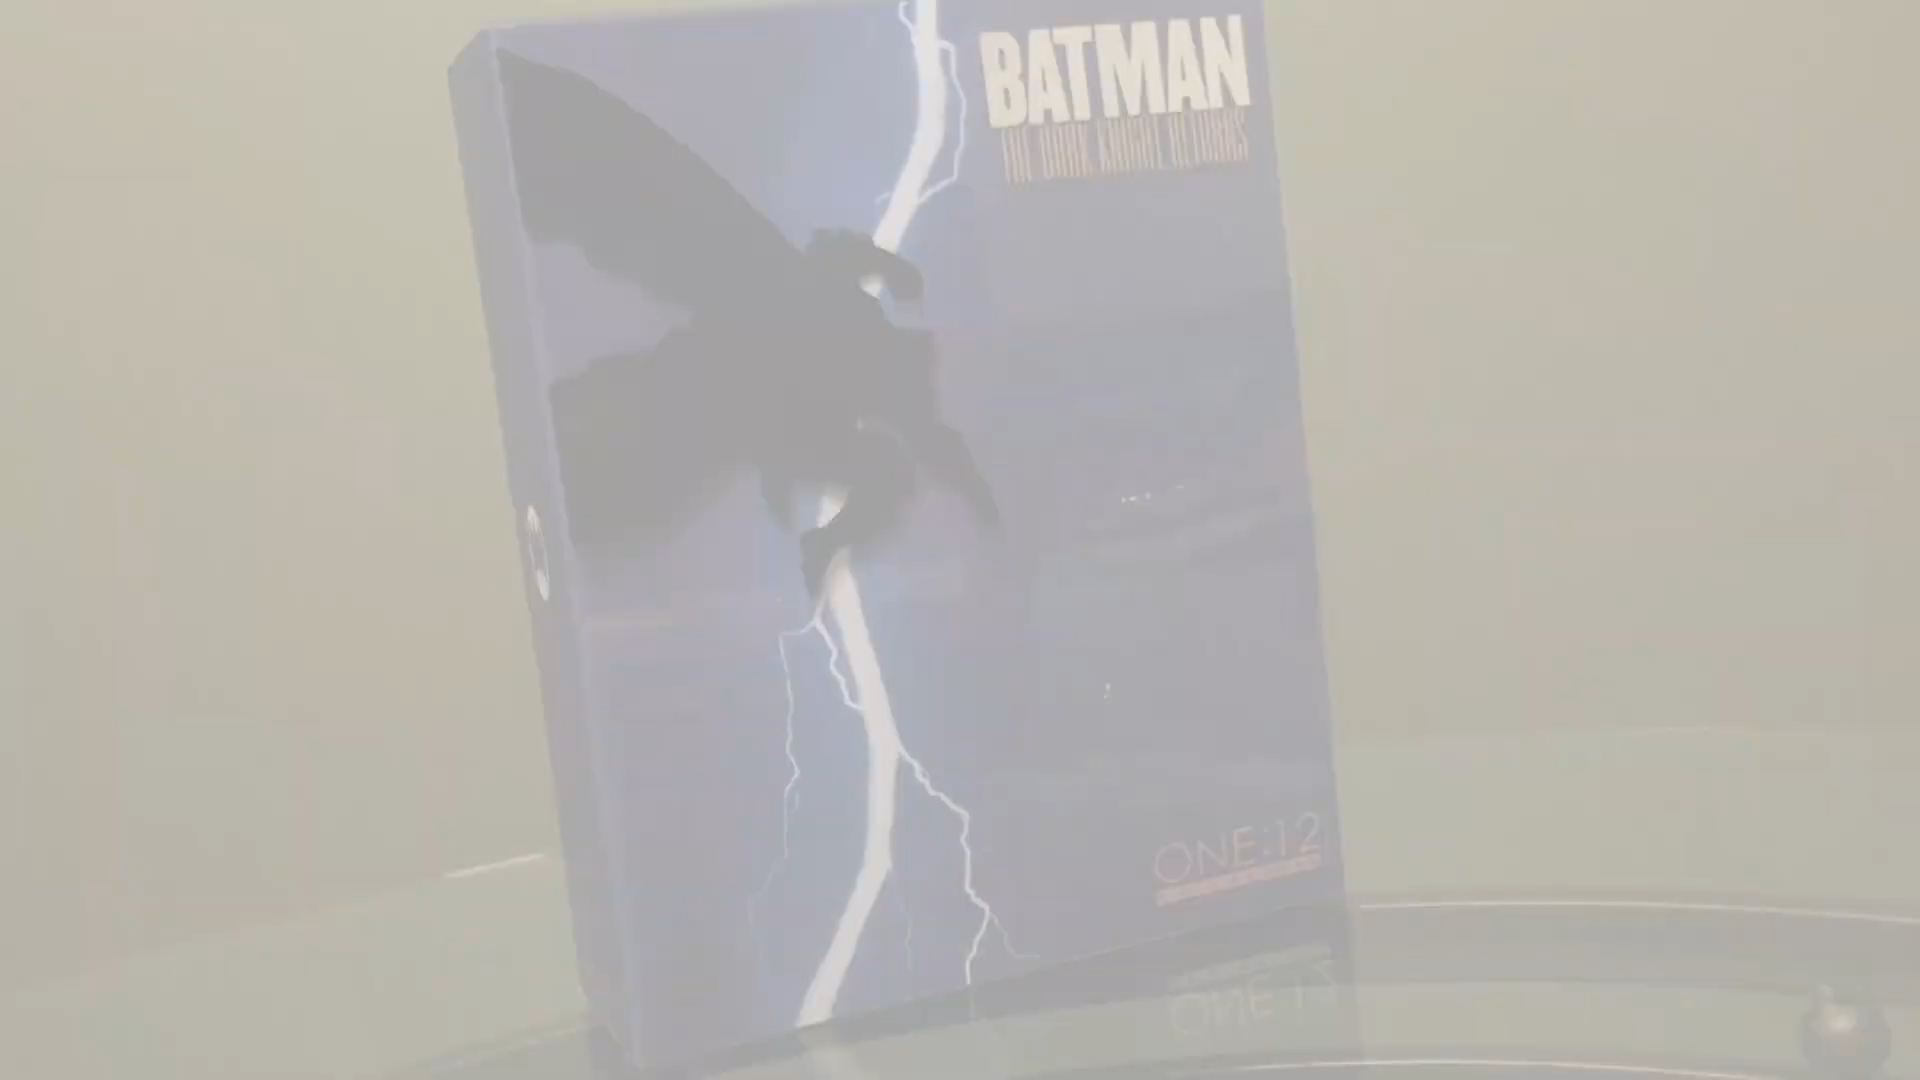 BATMAN
THE DARK KNIGHT RETURNS
ONE:12